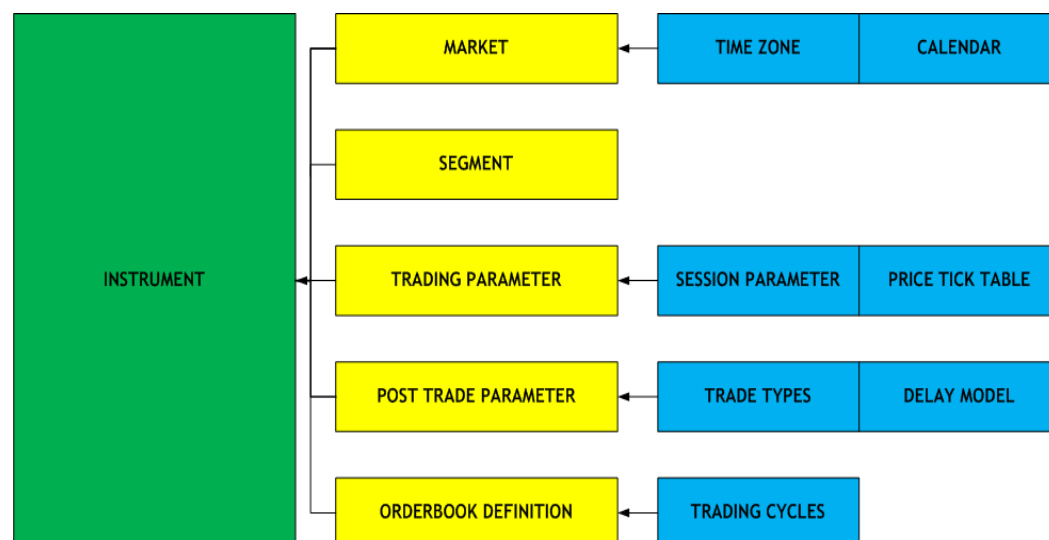 MARKET
TIME ZONE
CALENDAR
SEGMENT
INSTRUMENT
TRADING PARAMETER
SESSION PARAMETER
PRICE TICK TABLE
POST TRADE PARAMETER
TRADE TYPES
DELAY MODEL
ORDERBOOK DEFINITION
TRADING CYCLES